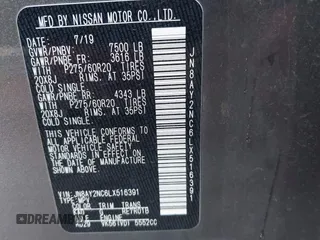 MFD BY NISSAN MOTOR CO., LTD.
7/19
GVWR/PNBV: 7500 LB
GAWR/PNBE FR: 3616 LB
WITH P275/60R20 TIRES
20X8J RIMS, AT 35PSI
COLD SINGLE
GAWR/PNBE RR: 4343 LB
WITH P275/60R20 TIRES
20X8J RIMS, AT 35PSI
COLD SINGLE
THIS VEHICLE CONFORMS
TO ALL APPLICABLE
FEDERAL MOTOR VEHICLE
SAFETY STANDARDS
IN EFFECT ON THE DATE
OF MANUFACTURE
SHOWN ABOVE.
VIN: JN8AY2NC6LX516391
TYPE: MPV
COLOR TRIM TRANS
ENGINE
5552CC
JN8AY2NC6LX516391